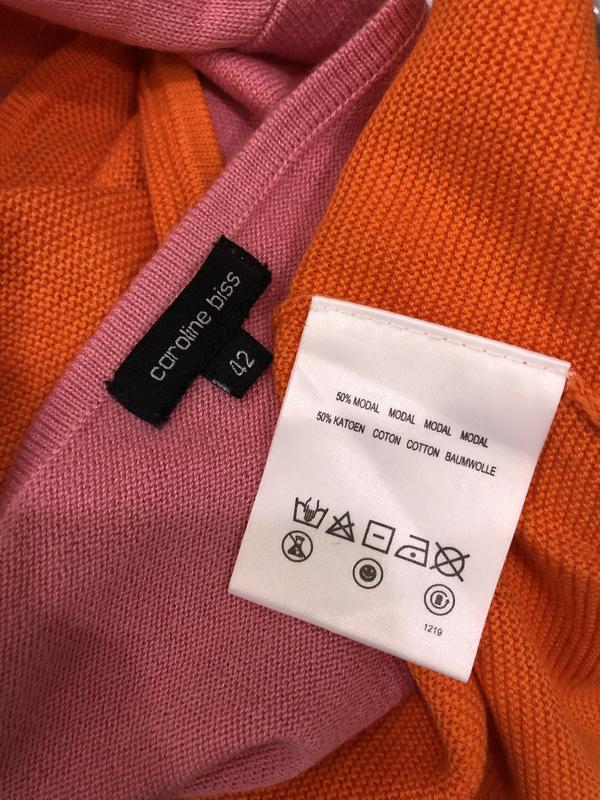 caroline biss
42
50% MODAL MODAL MODAL MODAL
50% KATOEN COTON COTTON BAUMWOLLE
1219